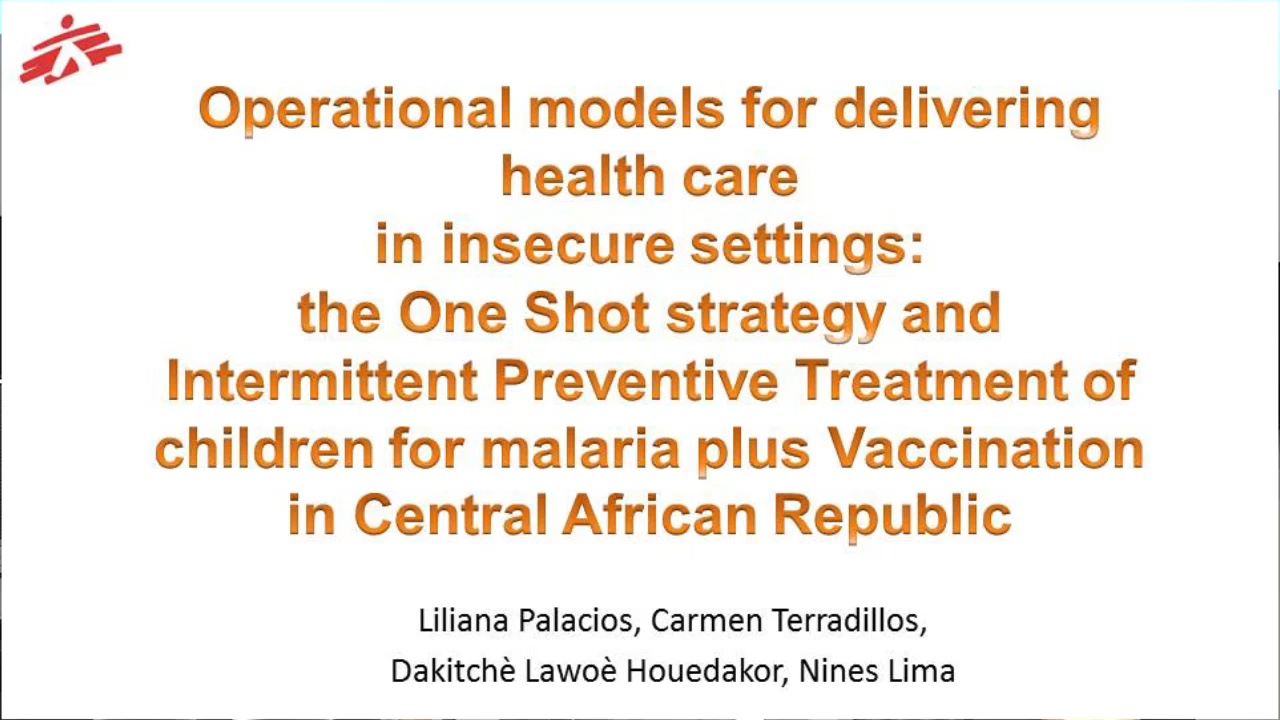 Operational models for delivering
health care
in insecure settings:
the One Shot strategy and
Intermittent Preventive Treatment of
children for malaria plus Vaccination
in Central African Republic
Liliana Palacios, Carmen Terradillos,
Dakitchè Lawoè Houedakor, Nines Lima